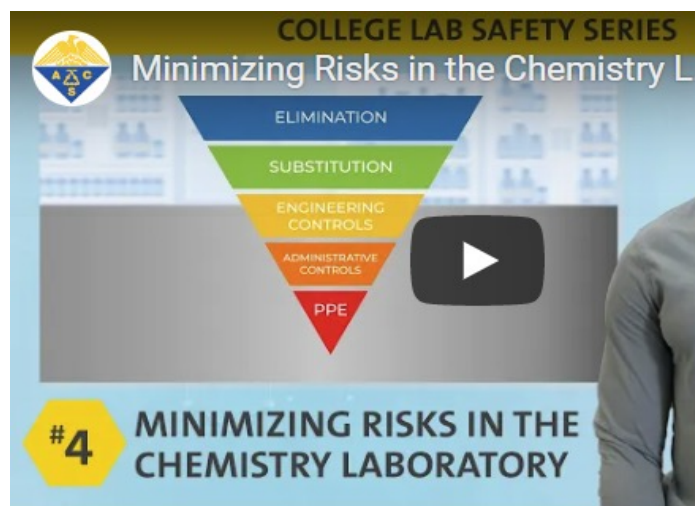 COLLEGE LAB SAFETY SERIES
A C S
Minimizing Risks in the Chemistry L
ELIMINATION
SUBSTITUTION
ENGINEERING
CONTROLS
ADMINISTRATIVE
CONTROLS
PPE
#4
MINIMIZING RISKS IN THE
CHEMISTRY LABORATORY